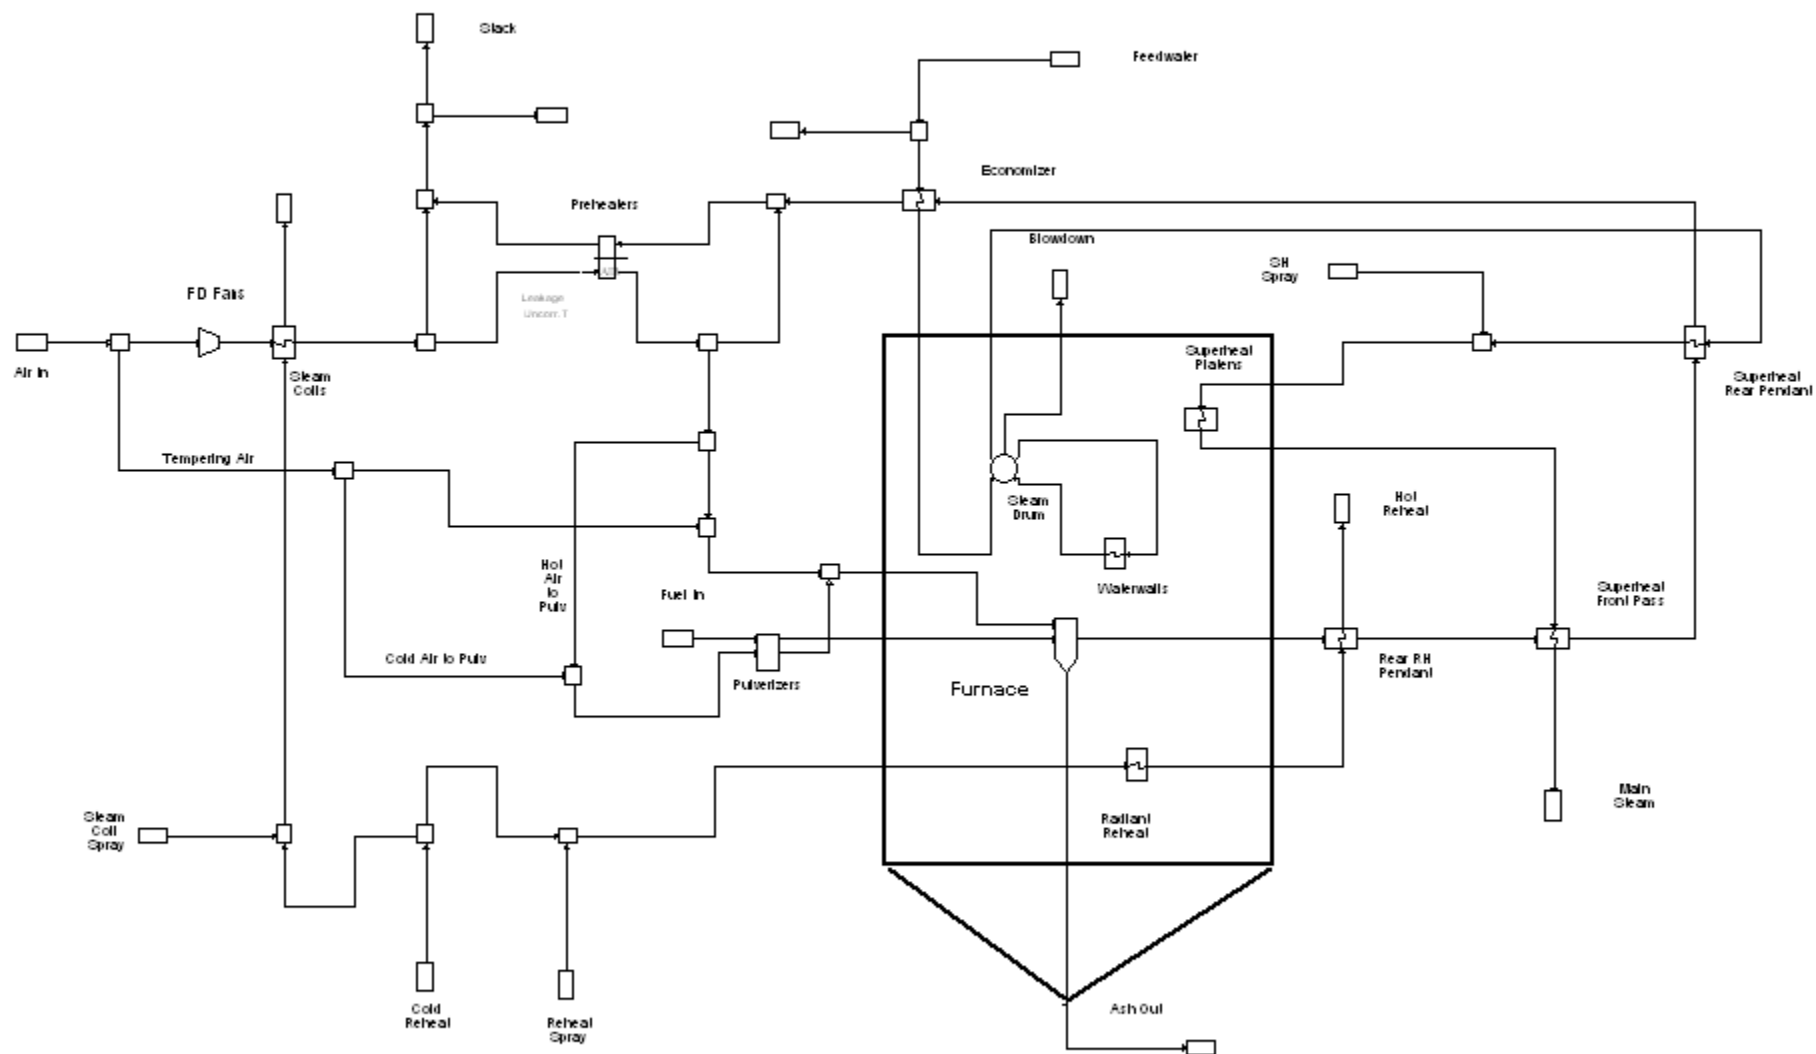 Stack
Feedwater
Economizer
Preheaters
Blowdown
SH
Spray
FD Fans
Leakage
Uncorr. T
Air In
Steam
Coils
Superheat
Platens
Superheat
Rear Pendant
Tempering Air
Steam
Drum
Hot
Reheat
Hot
Air
to
Pulv
Fuel In
Waterwalls
Superheat
Front Pass
Cold Air to Pulv
Pulverizers
Furnace
Rear RH
Pendant
Steam
Coil
Spray
Radiant
Reheat
Main
Steam
Cold
Reheat
Reheat
Spray
Ash Out